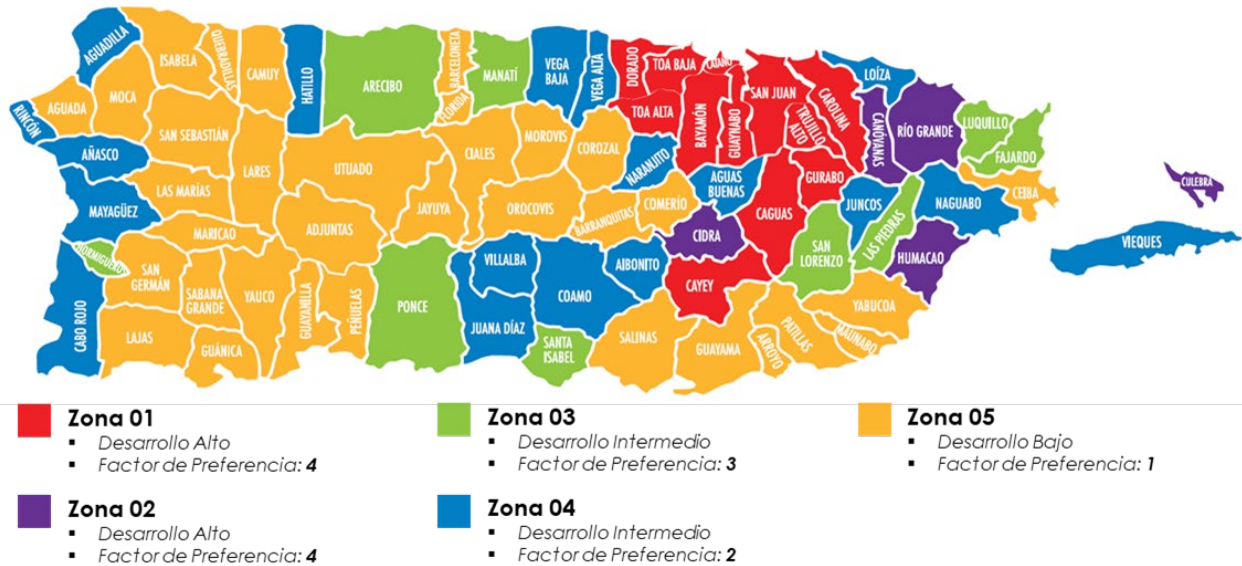 AGUADILLA
ISABELA
QUEBRADILLAS
CAMUY
HATILLO
ARECIBO
BARCELONETA
FLORIDA
MANATÍ
VEGA
BAJA
VEGA ALTA
DORADO
TOA BAJA
CATAÑO
TOA ALTA
BAYAMÓN
GUAYNABO
SAN JUAN
TRUJILLO
ALTO
CAROLINA
LOÍZA
CANÓVANAS
RÍO GRANDE
LUQUILLO
FAJARDO
CEIBA
CULEBRA
VIEQUES
RINCÓN
AGUADA
MOCA
SAN SEBASTIÁN
LARES
UTUADO
CIALES
MOROVIS
COROZAL
NARANJITO
AÑASCO
LAS MARÍAS
MAYAGÜEZ
MARICAO
ADJUNTAS
JAYUYA
OROCOVIS
BARRANQUITAS
COMERÍO
AGUAS
BUENAS
CIDRA
CAGUAS
GURABO
JUNCOS
LAS PIEDRAS
NAGUABO
HUMACAO
SAN
LORENZO
CAYEY
AIBONITO
HORMIGUEROS
CABO ROJO
SAN
GERMÁN
SABANA
GRANDE
YAUCO
LAJAS
GUÁNICA
GUAYANILLA
PEÑUELAS
PONCE
VILLALBA
JUANA DÍAZ
COAMO
SANTA
ISABEL
SALINAS
GUAYAMA
ARROYO
PATILLAS
MAUNABO
YABUCOA
Zona 01
▪ Desarrollo Alto
▪ Factor de Preferencia: 4
Zona 02
▪ Desarrollo Alto
▪ Factor de Preferencia: 4
Zona 03
▪ Desarrollo Intermedio
▪ Factor de Preferencia: 3
Zona 04
▪ Desarrollo Intermedio
▪ Factor de Preferencia: 2
Zona 05
▪ Desarrollo Bajo
▪ Factor de Preferencia: 1